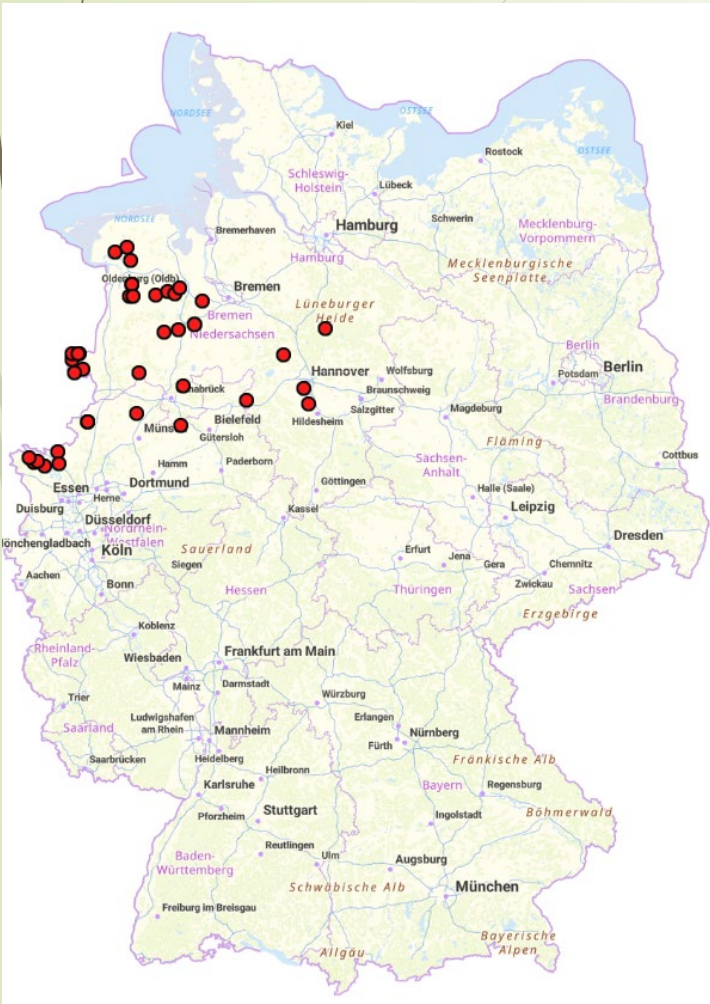 NORDSEE
OSTSEE
Kiel
Rostock
OSTSEE
Schleswig-
Holstein
Lübeck
NORDSEE
Schwerin
Mecklenburg-
Vorpommern
Bremerhaven
Hamburg
Hamburg
Mecklenburgische
Seenplatte
Oldenburg (Oldb)
Bremen
Bremen
Lüneburger
Heide
Niedersachsen
Berlin
Hannover
Wolfsburg
Potsdam
Berlin
Braunschweig
Brandenburg
Salzgitter
Magdeburg
Bielefeld
Hildesheim
Gütersloh
Fläming
Hamm
Paderborn
Sachsen-
Anhalt
Cottbus
Essen
Dortmund
Göttingen
Halle (Saale)
Herne
Duisburg
Kassel
Leipzig
Düsseldorf
Nordrhein-
Westfalen
Dresden
Köln
Sauerland
Erfurt
Jena
Gera
Chemnitz
Siegen
Aachen
Bonn
Hessen
Thüringen
Zwickau
Sachsen
Erzgebirge
Koblenz
Rheinland-
Pfalz
Wiesbaden
Frankfurt am Main
Mainz
Darmstadt
Würzburg
Trier
Ludwigshafen
am Rhein
Erlangen
Saarland
Mannheim
Fürth
Nürnberg
Saarbrücken
Heidelberg
Fränkische Alb
Heilbronn
Karlsruhe
Bayern
Regensburg
Pforzheim
Stuttgart
Ingolstadt
Böhmerwald
Reutlingen
Baden-
Württemberg
Ulm
Augsburg
Schwäbische Alb
München
Freiburg im Breisgau
Bayerische
Alpen
Allgäu